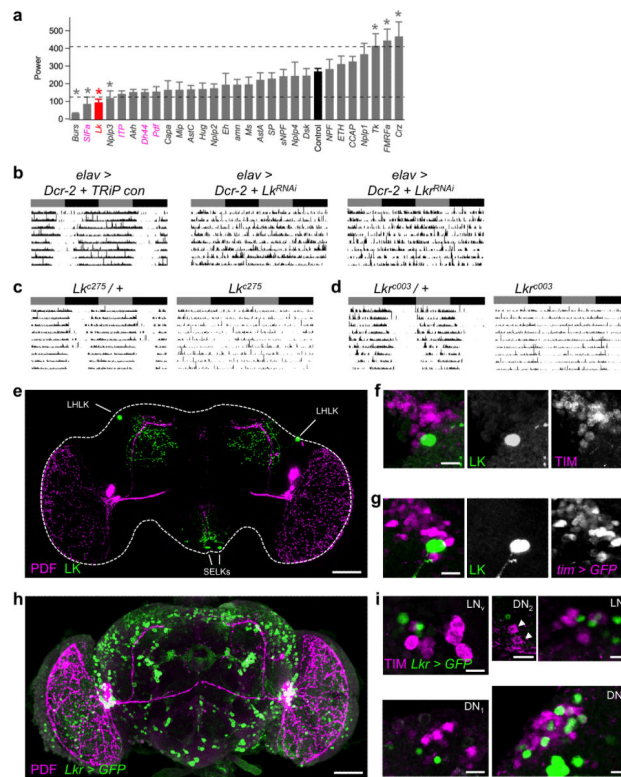 a
Power
500
400
300
200
100
0
* * * * * * *
Burs
SIFa
Lk
Nplp3
ITP
Akh
Dh44
Pdf
Capa
Mip
AstC
Hug
Nplp2
Eh
amn
Ms
AstA
SP
sNPF
Nplp4
Dsk
Control
NPF
ETH
CCAP
Nplp1
Tk
FMRFa
Crz
b
elav > elav > elav >
Dcr-2 + TRiP con Dcr-2 + Lk^RNAi Dcr-2 + Lkr^RNAi
c Lk^c275 / + Lk^c275 d Lkr^c003 / + Lkr^c003
e LHLK LHLK
PDF LK SELKs
f LK TIM
g LK tim > GFP
h
PDF Lkr > GFP
i LNv DN2 LN
TIM Lkr > GFP
DN1 DN